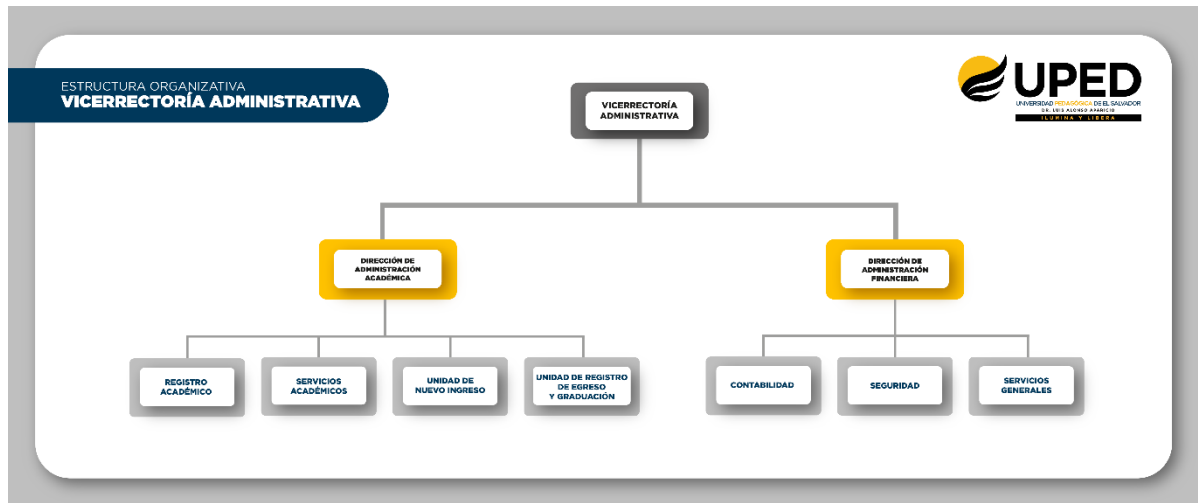 ESTRUCTURA ORGANIZATIVA
VICERRECTORÍA ADMINISTRATIVA
UPED
UNIVERSIDAD PEDAGÓGICA DE EL SALVADOR
DR. LUIS ALONSO APARICIO
ILUMINA Y LIBERA
VICERRECTORÍA
ADMINISTRATIVA
DIRECCIÓN DE
ADMINISTRACIÓN
ACADÉMICA
DIRECCIÓN DE
ADMINISTRACIÓN
FINANCIERA
REGISTRO
ACADÉMICO
SERVICIOS
ACADÉMICOS
UNIDAD DE
NUEVO INGRESO
UNIDAD DE REGISTRO
DE EGRESO
Y GRADUACIÓN
CONTABILIDAD
SEGURIDAD
SERVICIOS
GENERALES